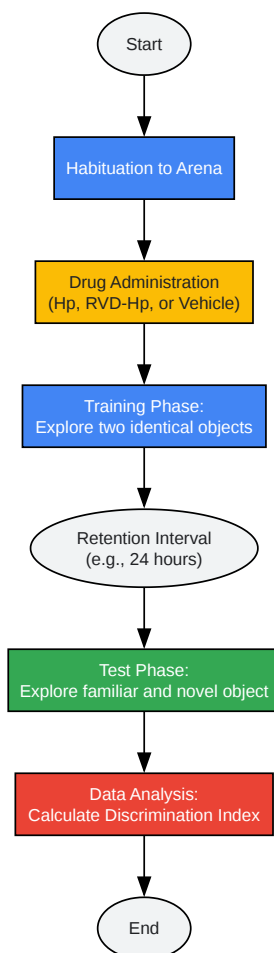 Start
Habituation to Arena
Drug Administration
(Hp, RVD-Hp, or Vehicle)
Training Phase:
Explore two identical objects
Retention Interval
(e.g., 24 hours)
Test Phase:
Explore familiar and novel object
Data Analysis:
Calculate Discrimination Index
End